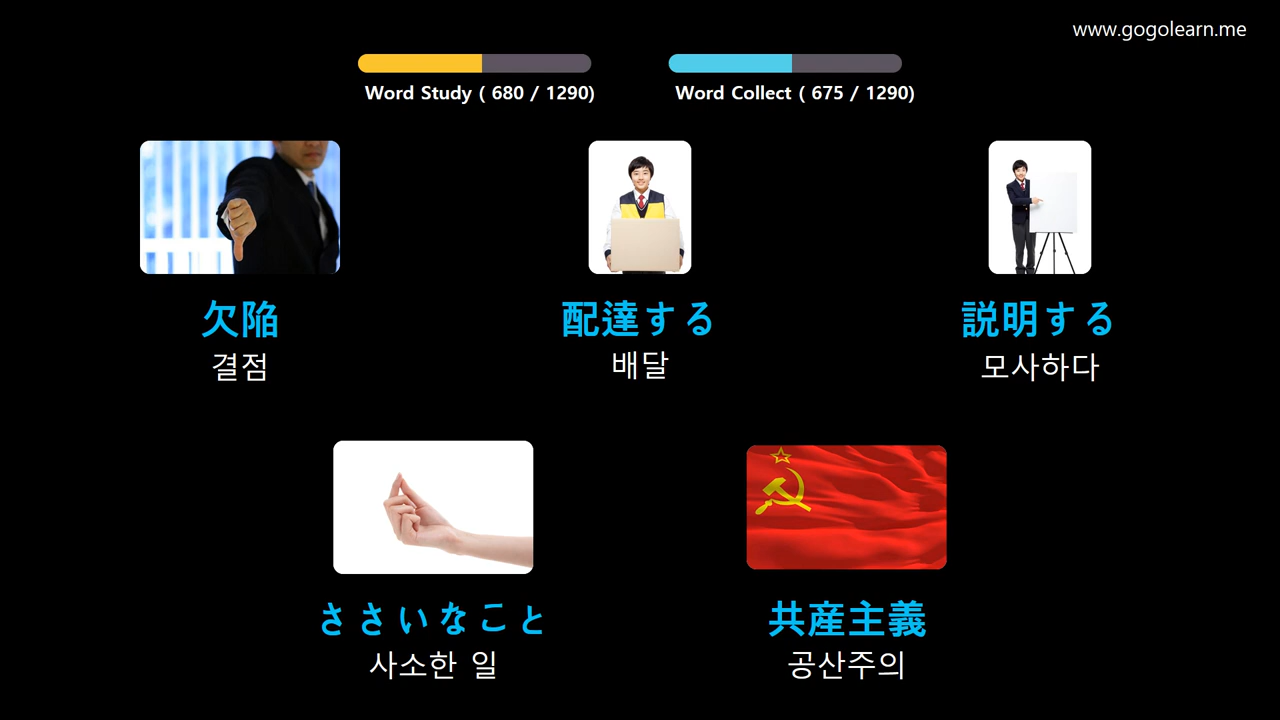 www.gogolearn.me
Word Study ( 680 / 1290)
Word Collect ( 675 / 1290)
欠陥
결점
配達する
배달
説明する
모사하다
ささいなこと
사소한 일
共産主義
공산주의